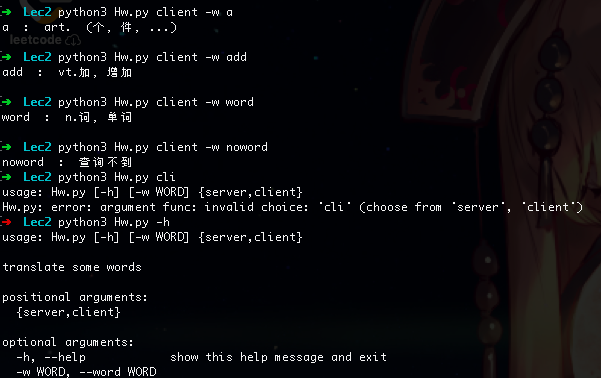 ➜ Lec2 python3 Hw.py client -w a
a : art. (个, 件, ...)
leetcode
➜ Lec2 python3 Hw.py client -w add
add : vt.加, 增加
➜ Lec2 python3 Hw.py client -w word
word : n.词, 单词
➜ Lec2 python3 Hw.py client -w noword
noword : 查询不到
➜ Lec2 python3 Hw.py cli
usage: Hw.py [-h] [-w WORD] {server,client}
Hw.py: error: argument func: invalid choice: 'cli' (choose from 'server', 'client')
➜ Lec2 python3 Hw.py -h
usage: Hw.py [-h] [-w WORD] {server,client}
translate some words
positional arguments:
{server,client}
optional arguments:
-h, --help show this help message and exit
-w WORD, --word WORD